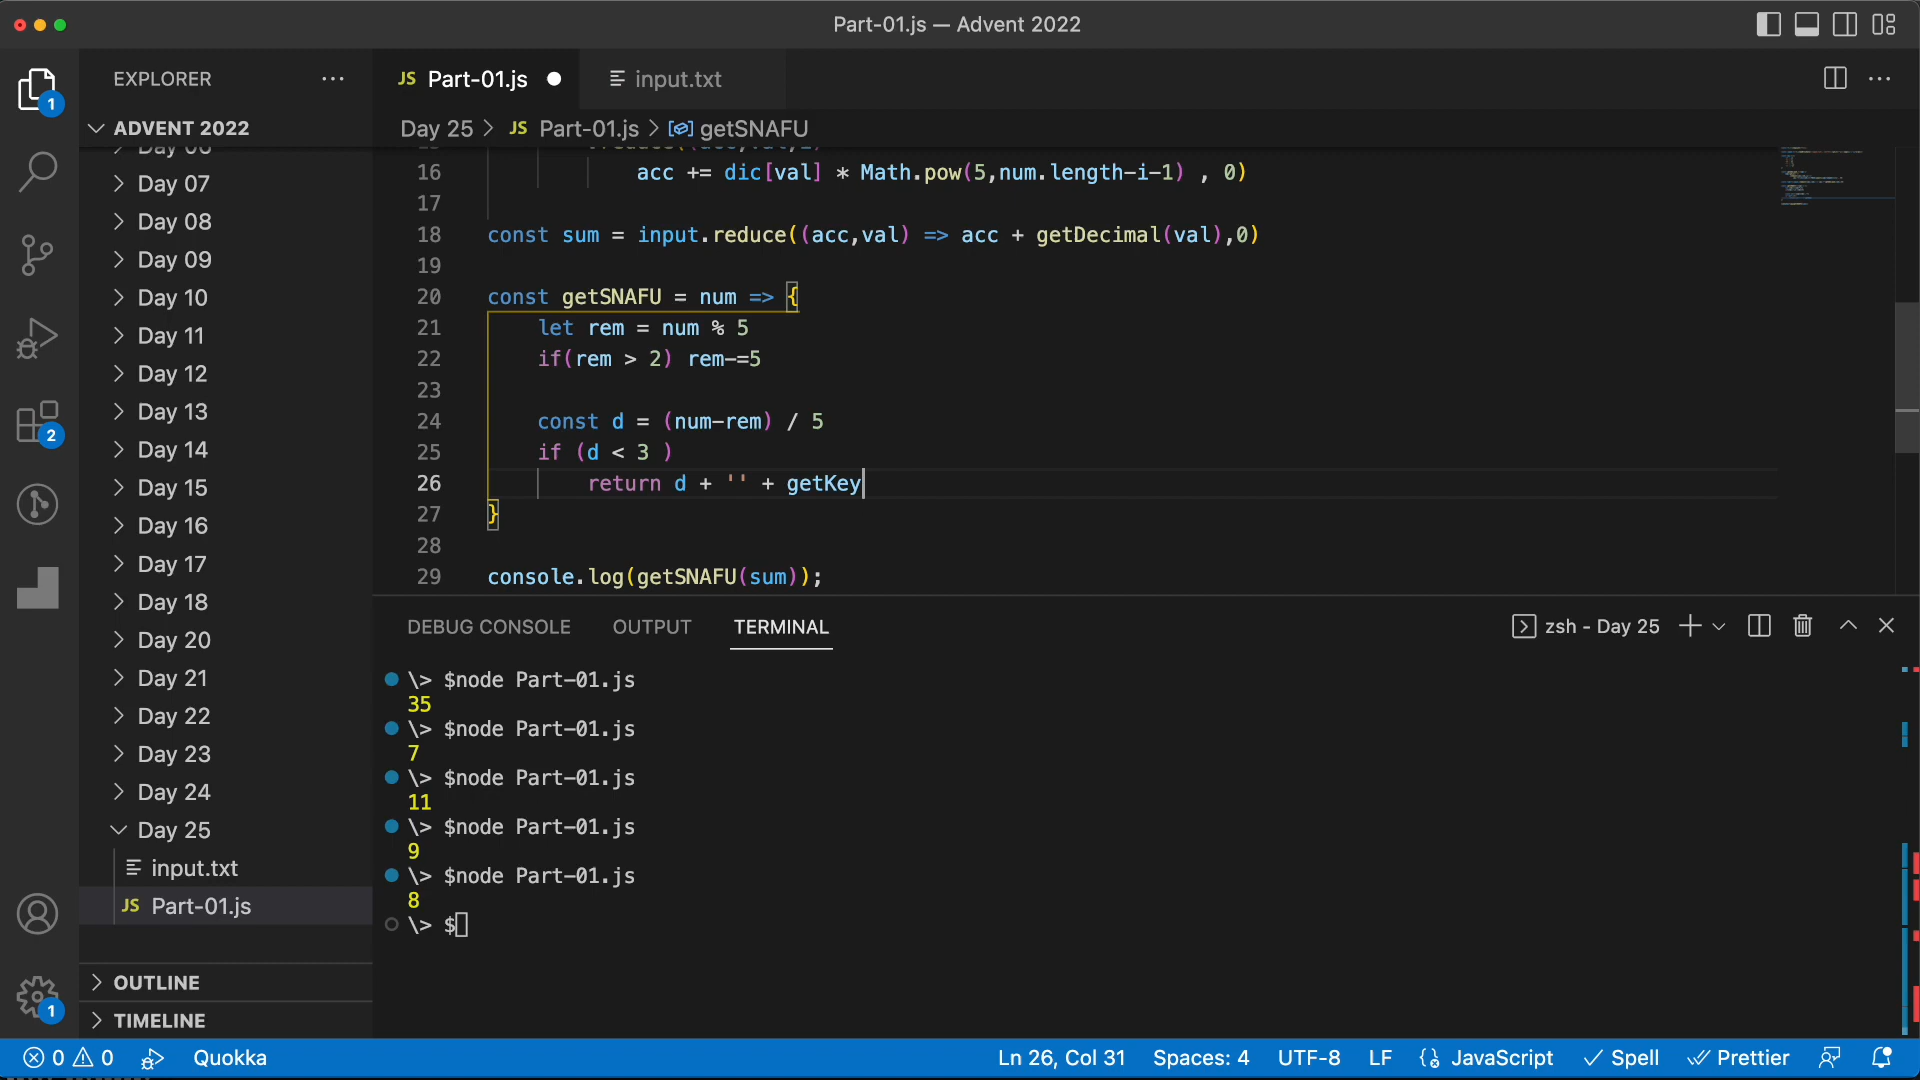 Part-01.js — Advent 2022
EXPLORER
1
ADVENT 2022
Day 06
Day 07
Day 08
Day 09
Day 10
Day 11
Day 12
Day 13
Day 14
Day 15
Day 16
Day 17
Day 18
Day 20
Day 21
Day 22
Day 23
Day 24
Day 25
input.txt
JS Part-01.js
OUTLINE
TIMELINE
2
1
JS Part-01.js
input.txt
Day 25 > JS Part-01.js > getSNAFU
16 acc += dic[val] * Math.pow(5,num.length-i-1) , 0)
17
18 const sum = input.reduce((acc,val) => acc + getDecimal(val),0)
19
20 const getSNAFU = num => {
21 let rem = num % 5
22 if(rem > 2) rem-=5
23
24 const d = (num-rem) / 5
25 if (d < 3 )
26 return d + '' + getKey
27 }
28
29 console.log(getSNAFU(sum));
DEBUG CONSOLE OUTPUT TERMINAL
zsh - Day 25
\> $node Part-01.js
35
\> $node Part-01.js
7
\> $node Part-01.js
11
\> $node Part-01.js
9
\> $node Part-01.js
8
\> $
0 0 Quokka Ln 26, Col 31 Spaces: 4 UTF-8 LF JavaScript Spell Prettier